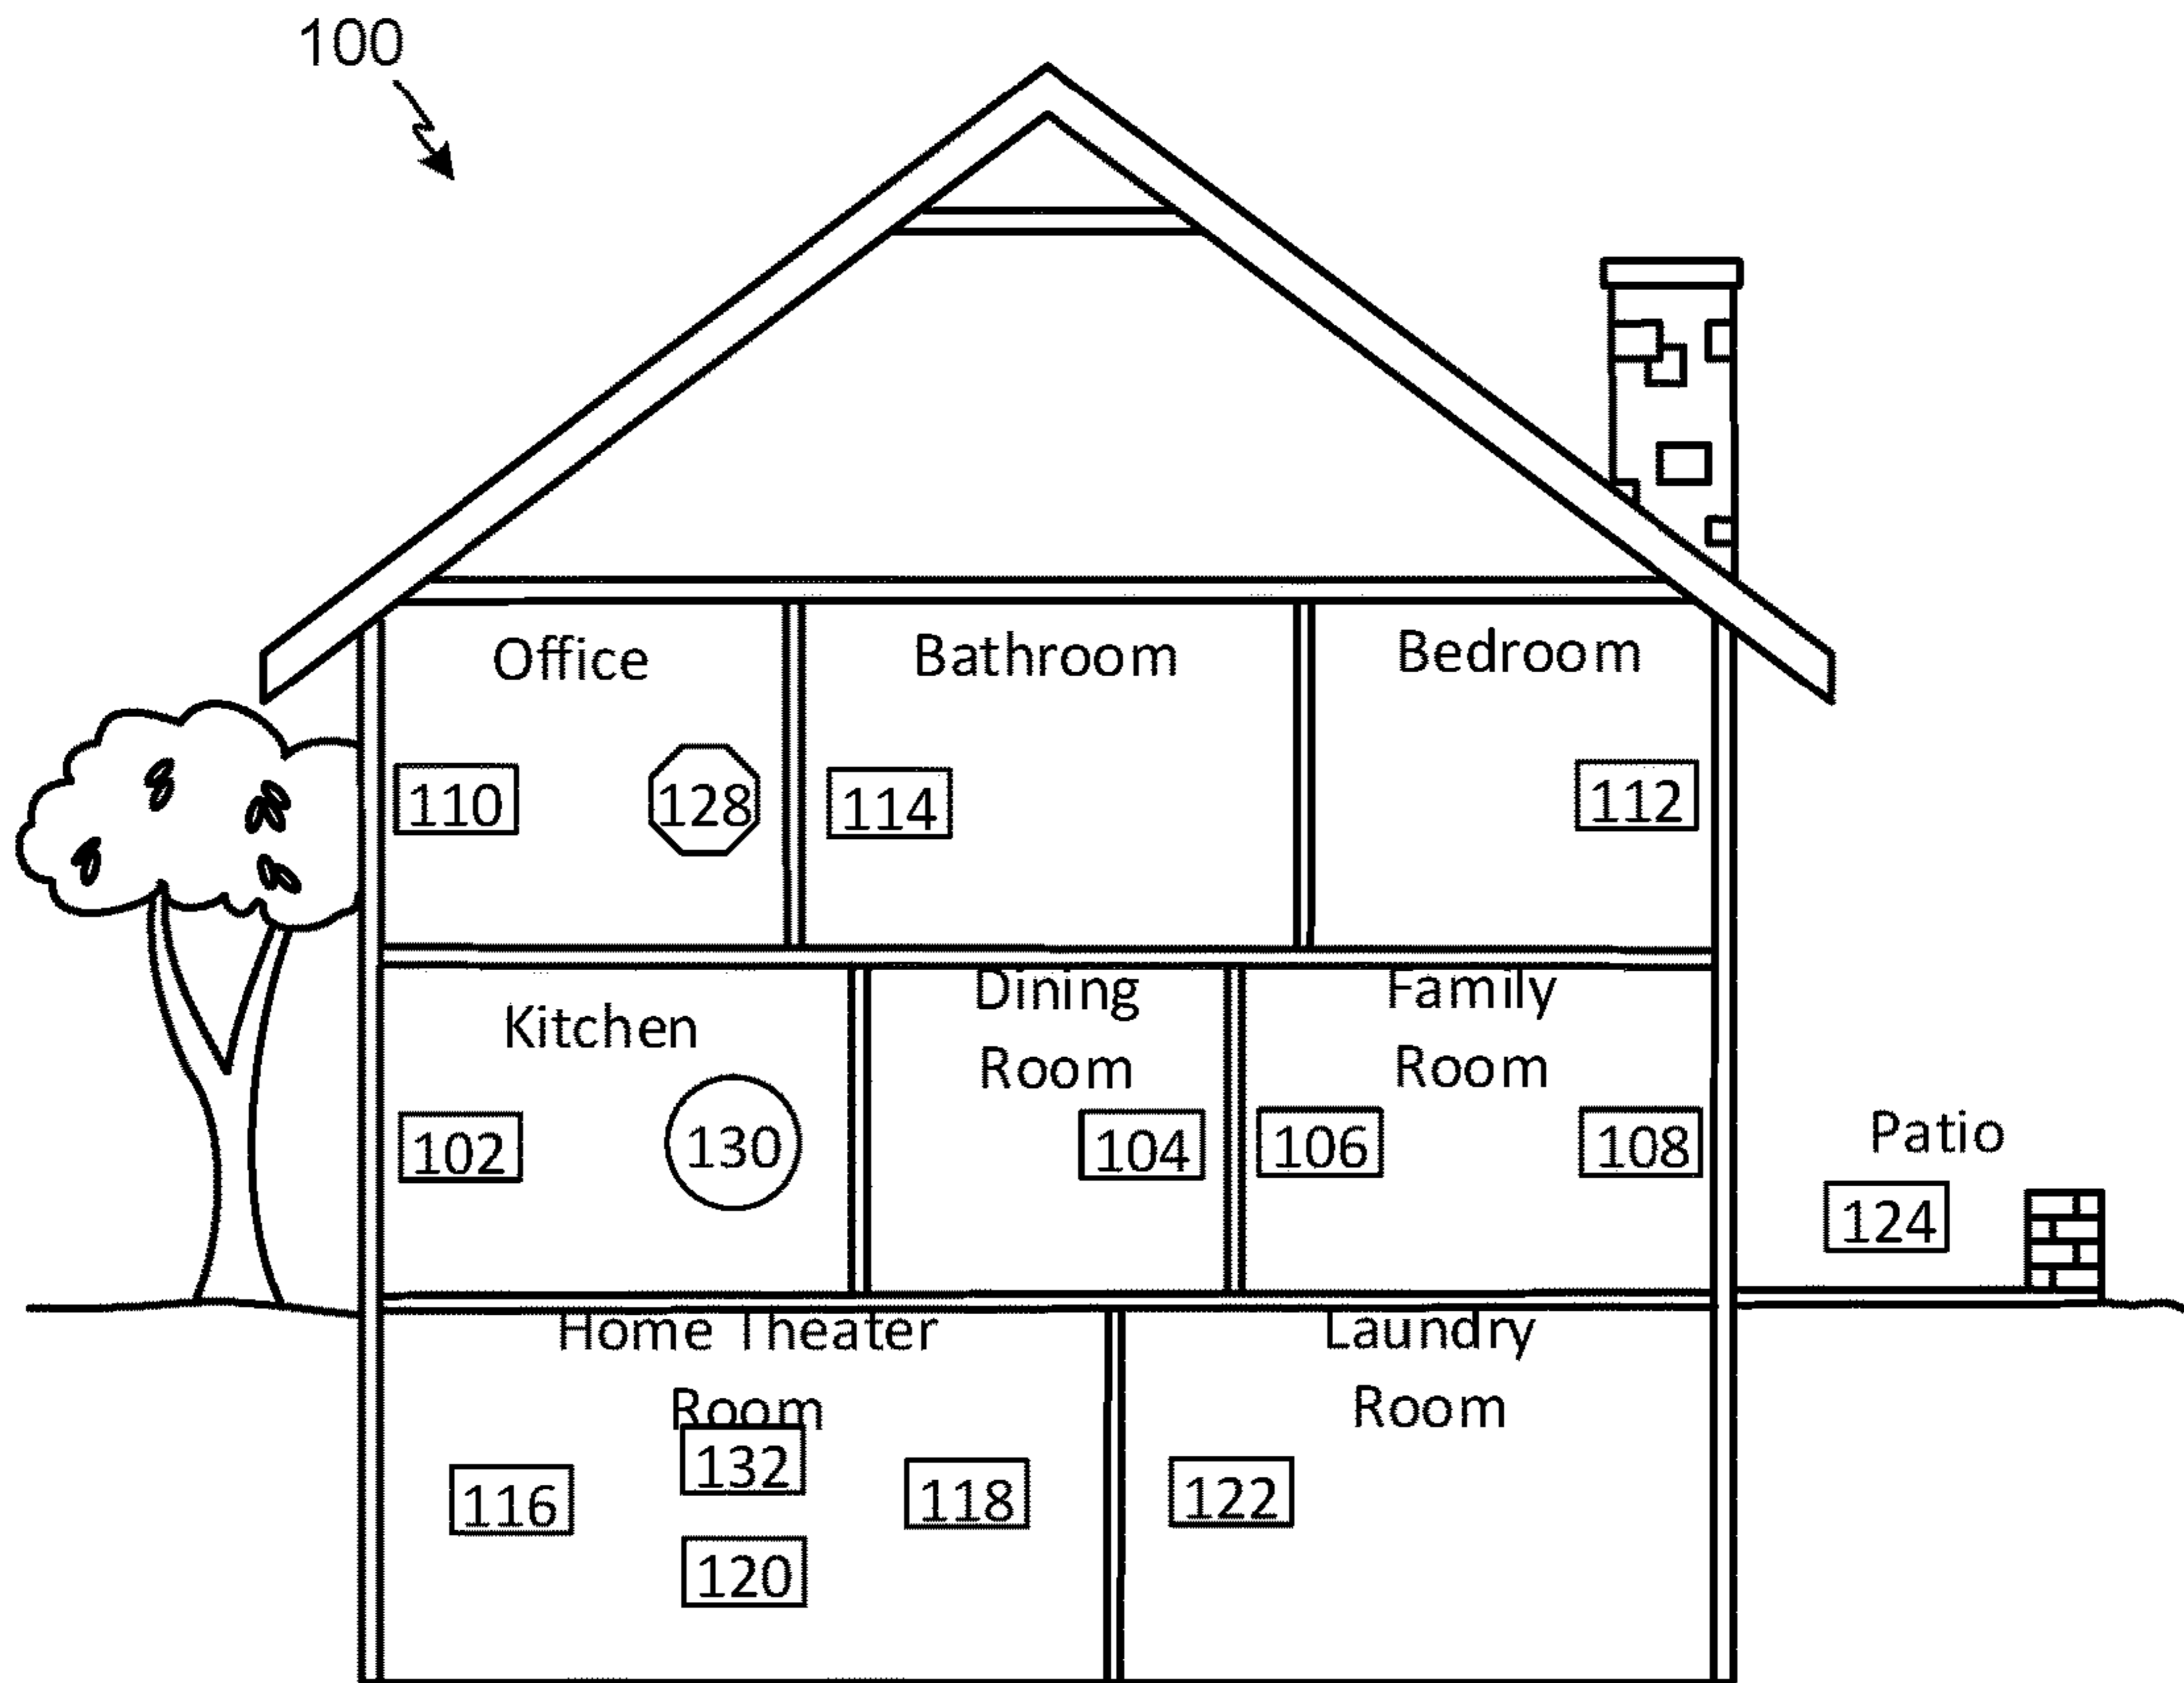 100
Office
Bathroom
Bedroom
110
128
114
112
Kitchen
Dining
Room
Family
Room
102
130
104
106
108
Patio
124
Home Theater
Room
Laundry
Room
132
116
118
122
120